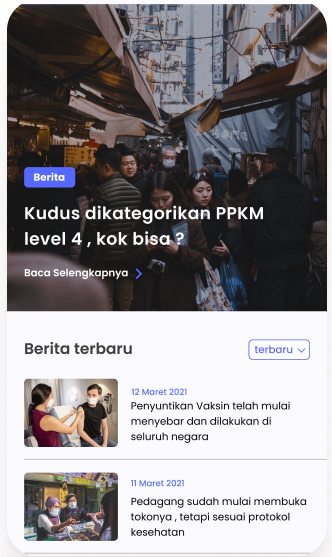 Berita
Kudus dikategorikan PPKM
level 4 , kok bisa ?
Baca Selengkapnya
Berita terbaru
terbaru
12 Maret 2021
Penyuntikan Vaksin telah mulai
menyebar dan dilakukan di
seluruh negara
11 Maret 2021
Pedagang sudah mulai membuka
tokonya , tetapi sesuai protokol
kesehatan